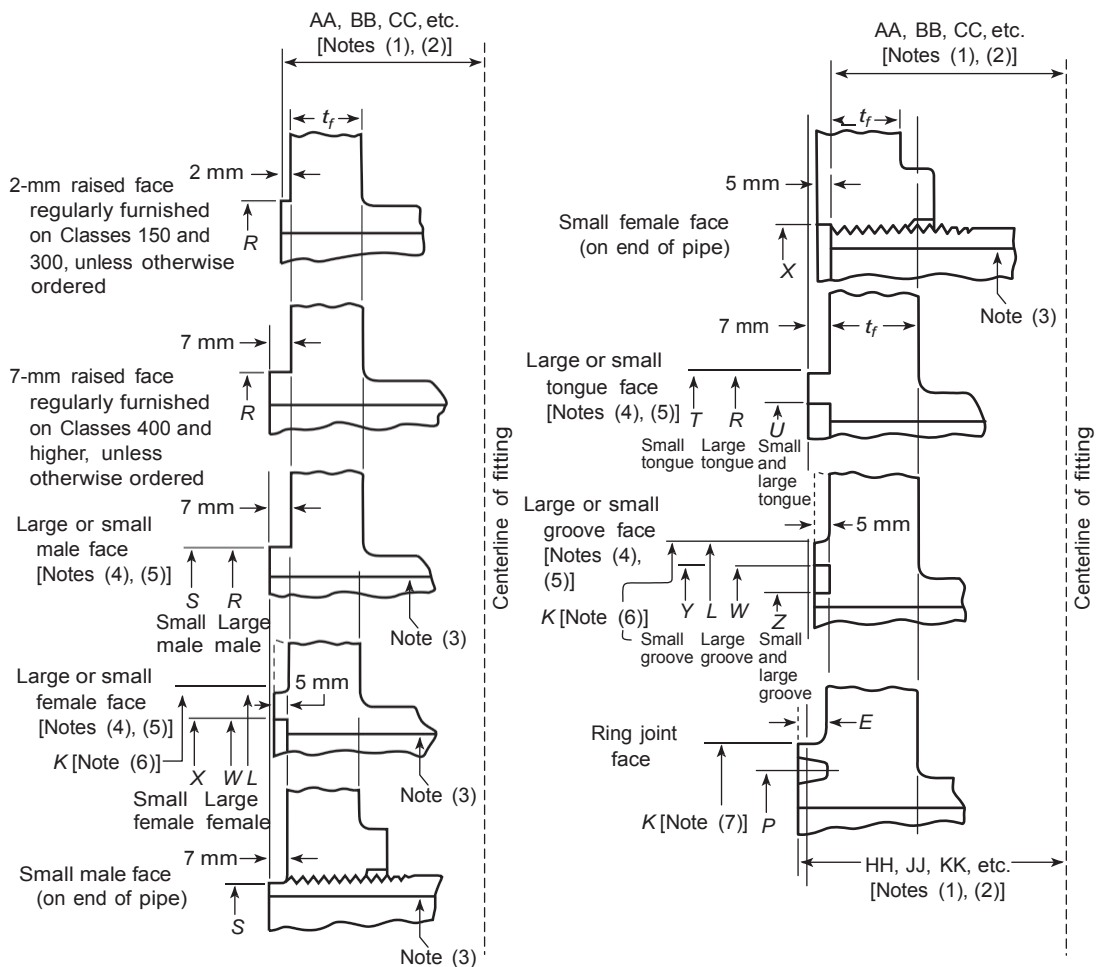 AA, BB, CC, etc.
[Notes (1), (2)]
t_f
2 mm
2-mm raised face
regularly furnished
on Classes 150 and
300, unless otherwise
ordered
R
7 mm
7-mm raised face
regularly furnished
on Classes 400 and
higher, unless
otherwise ordered
R
7 mm
Large or small
male face
[Notes (4), (5)]
S R
Small Large
male male
Note (3)
Large or small
female face
[Notes (4), (5)]
5 mm
K [Note (6)]
X W L
Small Large
female female
Note (3)
7 mm
Small male face
(on end of pipe)
S
Note (3)
Centerline of fitting
AA, BB, CC, etc.
[Notes (1), (2)]
t_f
5 mm
Small female face
(on end of pipe)
X
Note (3)
7 mm
t_f
Large or small
tongue face
[Notes (4), (5)]
T R U
Small Large Small
tongue tongue and
large
tongue
Large or small
groove face
[Notes (4),
(5)]
5 mm
K [Note (6)]
Y L W Z
Small Large Small
groove groove and
large
groove
Ring joint
face
E
K [Note (7)]
P
HH, JJ, KK, etc.
[Notes (1), (2)]
Centerline of fitting